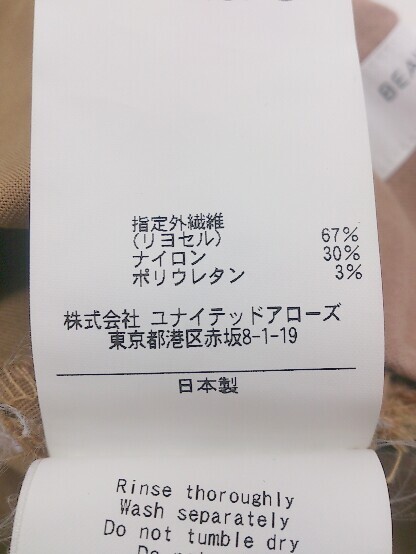 BEA
指定外繊維
(リヨセル) 67%
ナイロン 30%
ポリウレタン 3%
株式会社 ユナイテッドアローズ
東京都港区赤坂8-1-19
日本製
Rinse thoroughly
Wash separately
Do not tumble dry